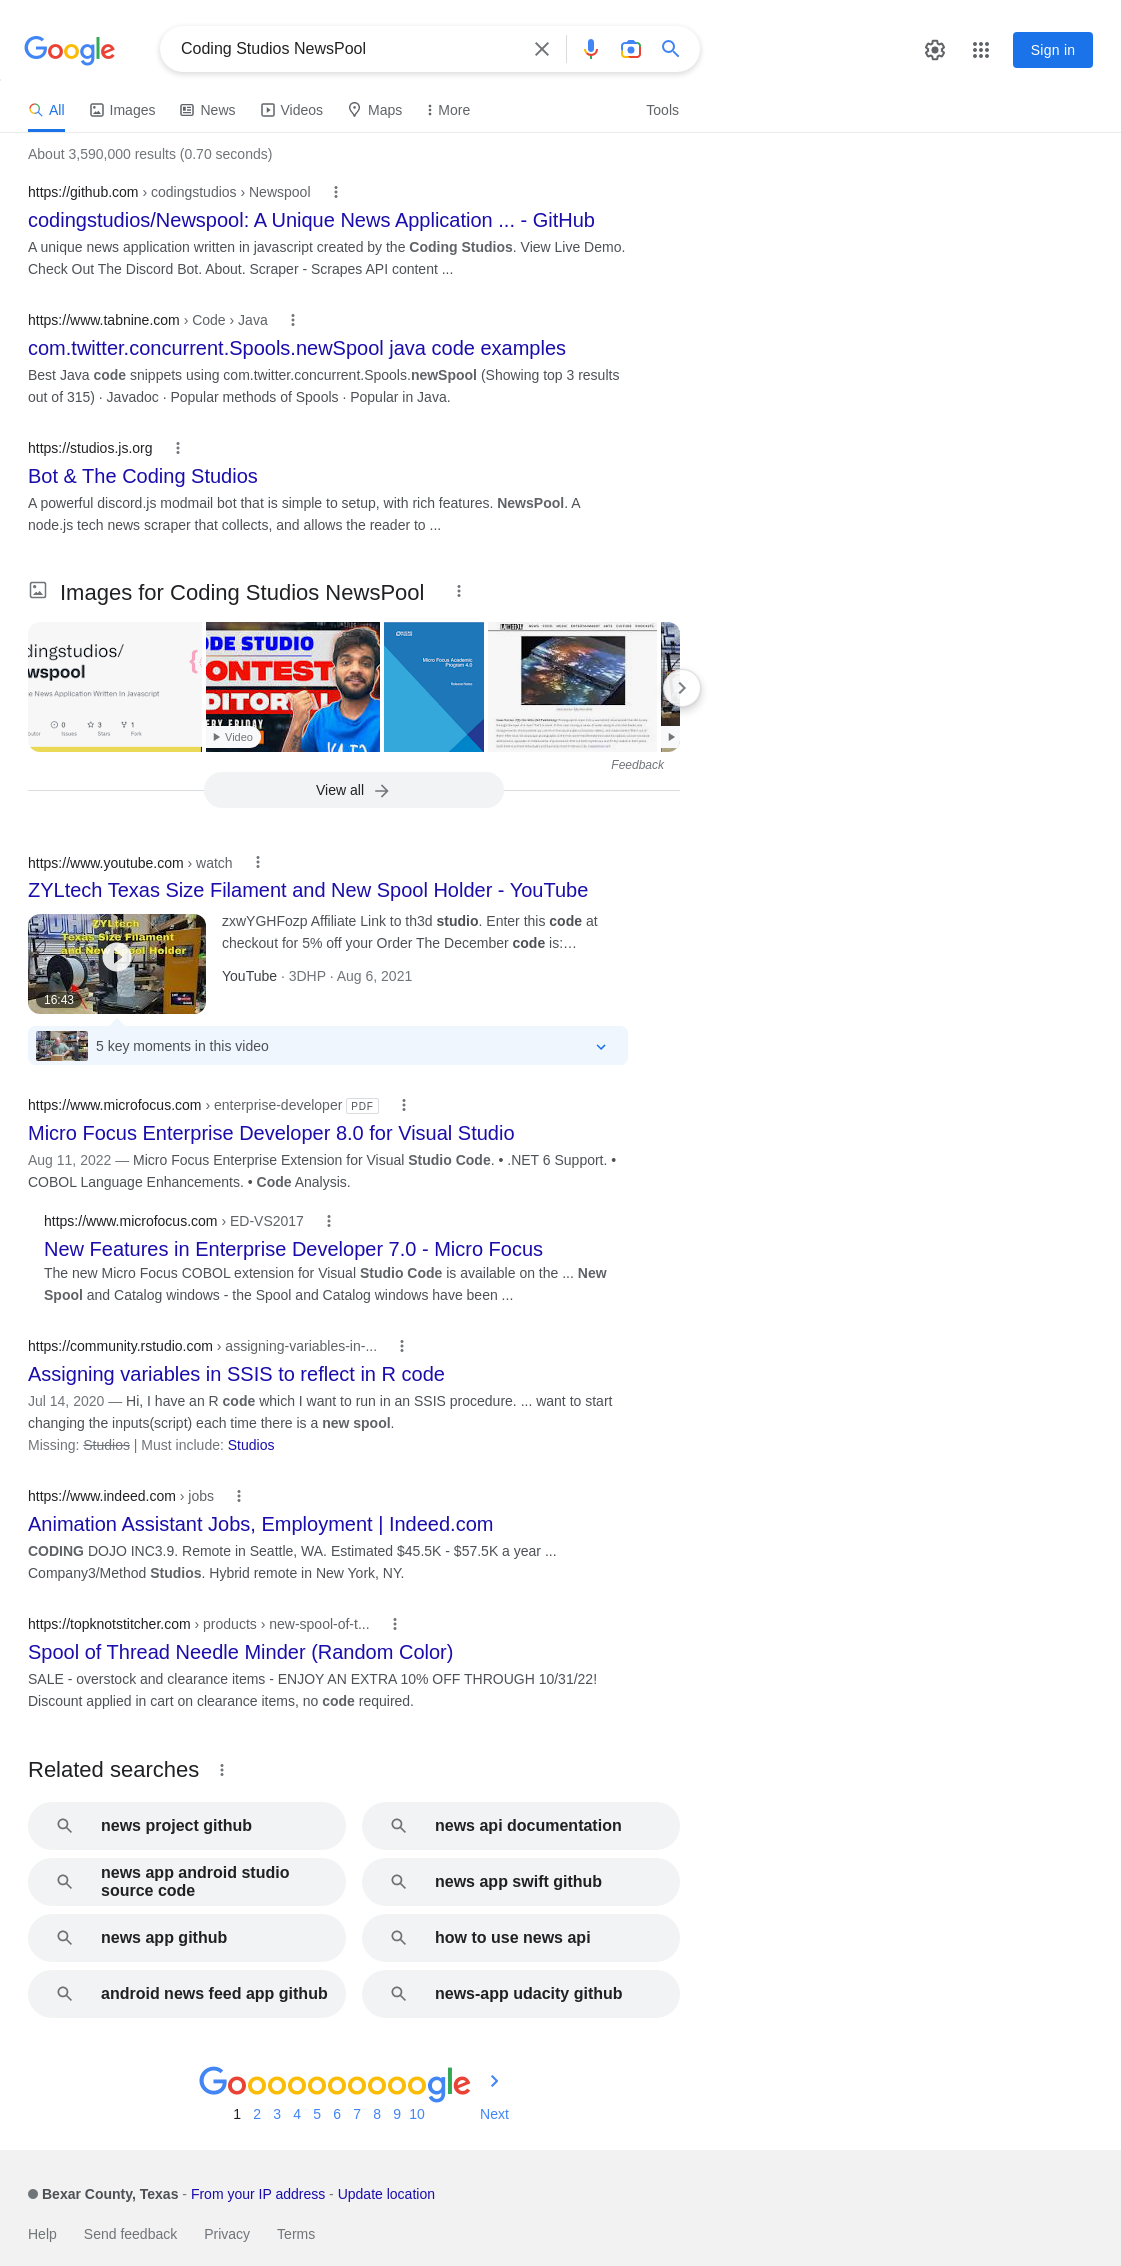 Google
Coding Studios NewsPool
Sign in
All
Images
News
Videos
Maps
More
Tools
About 3,590,000 results (0.70 seconds)
https://github.com › codingstudios › Newspool
codingstudios/Newspool: A Unique News Application ... - GitHub
A unique news application written in javascript created by the Coding Studios. View Live Demo.
Check Out The Discord Bot. About. Scraper - Scrapes API content ...
https://www.tabnine.com › Code › Java
com.twitter.concurrent.Spools.newSpool java code examples
Best Java code snippets using com.twitter.concurrent.Spools.newSpool (Showing top 3 results
out of 315) · Javadoc · Popular methods of Spools · Popular in Java.
https://studios.js.org
Bot & The Coding Studios
A powerful discord.js modmail bot that is simple to setup, with rich features. NewsPool. A
node.js tech news scraper that collects, and allows the reader to ...
Images for Coding Studios NewsPool
dingstudios/
wspool
e News Application Written In Javascript
0
3
1
Issues
Stars
Fork
ODE STUDIO
ONTEST
DITORIAL
RY FRIDAY
Video
Micro Focus Academic
Program 4.0
Release Notes
Feedback
View all
https://www.youtube.com › watch
ZYLtech Texas Size Filament and New Spool Holder - YouTube
ZYLtech
Texas Size Filament
and New Spool Holder
16:43
zxwYGHFozp Affiliate Link to th3d studio. Enter this code at
checkout for 5% off your Order The December code is:...
YouTube · 3DHP · Aug 6, 2021
5 key moments in this video
https://www.microfocus.com › enterprise-developer PDF
Micro Focus Enterprise Developer 8.0 for Visual Studio
Aug 11, 2022 — Micro Focus Enterprise Extension for Visual Studio Code. • .NET 6 Support. •
COBOL Language Enhancements. • Code Analysis.
https://www.microfocus.com › ED-VS2017
New Features in Enterprise Developer 7.0 - Micro Focus
The new Micro Focus COBOL extension for Visual Studio Code is available on the ... New
Spool and Catalog windows - the Spool and Catalog windows have been ...
https://community.rstudio.com › assigning-variables-in-...
Assigning variables in SSIS to reflect in R code
Jul 14, 2020 — Hi, I have an R code which I want to run in an SSIS procedure. ... want to start
changing the inputs(script) each time there is a new spool.
Missing: Studios | Must include: Studios
https://www.indeed.com › jobs
Animation Assistant Jobs, Employment | Indeed.com
CODING DOJO INC3.9. Remote in Seattle, WA. Estimated $45.5K - $57.5K a year ...
Company3/Method Studios. Hybrid remote in New York, NY.
https://topknotstitcher.com › products › new-spool-of-t...
Spool of Thread Needle Minder (Random Color)
SALE - overstock and clearance items - ENJOY AN EXTRA 10% OFF THROUGH 10/31/22!
Discount applied in cart on clearance items, no code required.
Related searches
news project github
news api documentation
news app android studio
source code
news app swift github
news app github
how to use news api
android news feed app github
news-app udacity github
Goooooooooogle
1 2 3 4 5 6 7 8 9 10 Next
Bexar County, Texas - From your IP address - Update location
Help Send feedback Privacy Terms